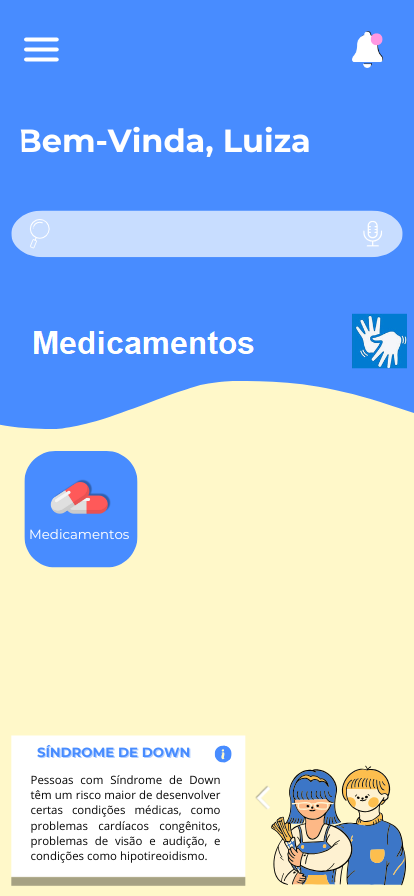 Bem-Vinda, Luiza
Medicamentos
Medicamentos
SÍNDROME DE DOWN
Pessoas com Síndrome de Down
têm um risco maior de desenvolver
certas condições médicas, como
problemas cardíacos congênitos,
problemas de visão e audição, e
condições como hipotireoidismo.